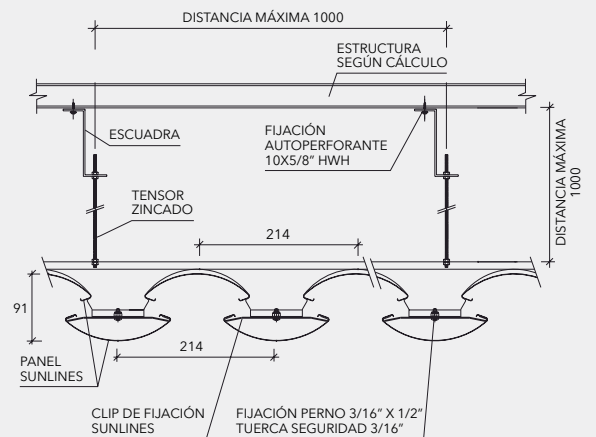 DISTANCIA MÁXIMA 1000
ESTRUCTURA
SEGÚN CÁLCULO
ESCUADRA
FIJACIÓN
AUTOPERFORANTE
10X5/8" HWH
DISTANCIA MÁXIMA
1000
TENSOR
ZINCADO
214
91
214
PANEL
SUNLINES
CLIP DE FIJACIÓN
SUNLINES
FIJACIÓN PERNO 3/16" X 1/2"
TUERCA SEGURIDAD 3/16"